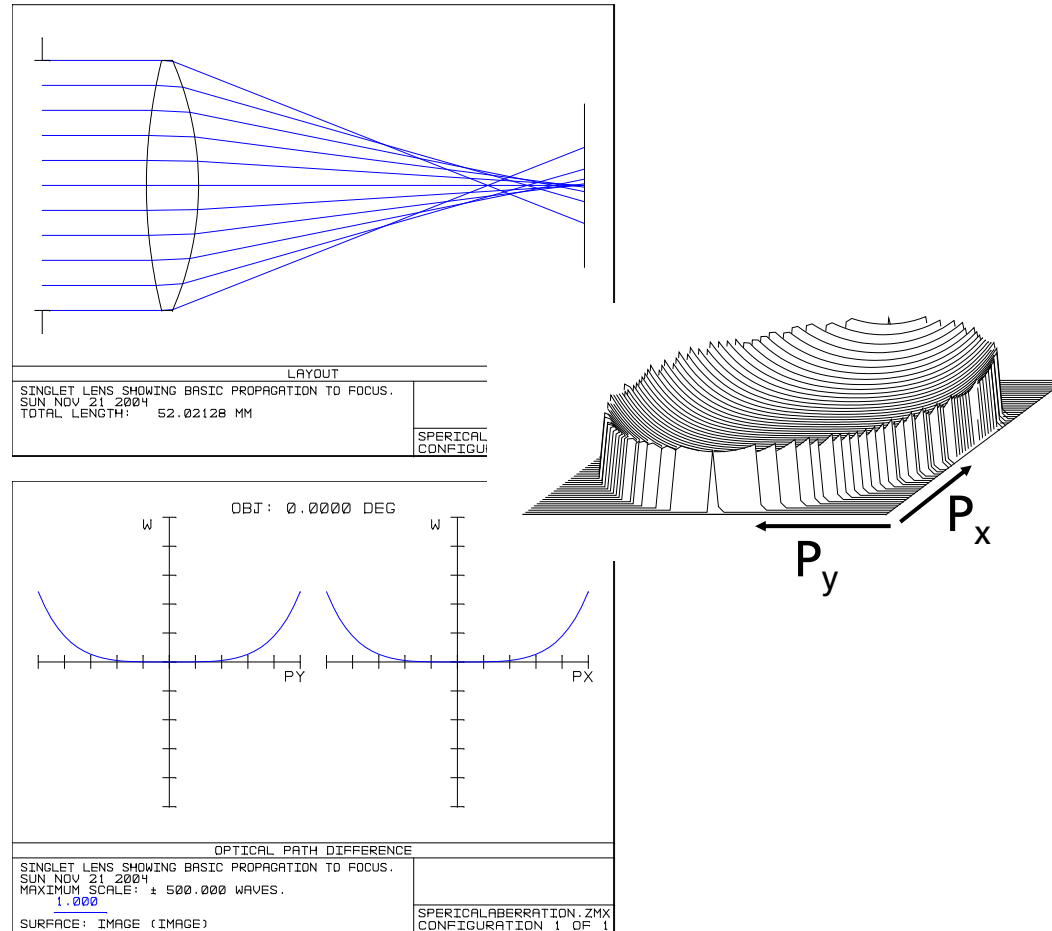 LAYOUT
SINGLET LENS SHOWING BASIC PROPAGATION TO FOCUS.
SUN NOV 21 2004
TOTAL LENGTH: 52.02128 MM
SPERICAL
CONFIGU
Px
Py
OBJ: 0.0000 DEG
W
W
PY
PX
OPTICAL PATH DIFFERENCE
SINGLET LENS SHOWING BASIC PROPAGATION TO FOCUS.
SUN NOV 21 2004
MAXIMUM SCALE: ± 500.000 WAVES.
1.000
SURFACE: IMAGE (IMAGE)
SPERICALABERRATION.ZMX
CONFIGURATION 1 OF 1